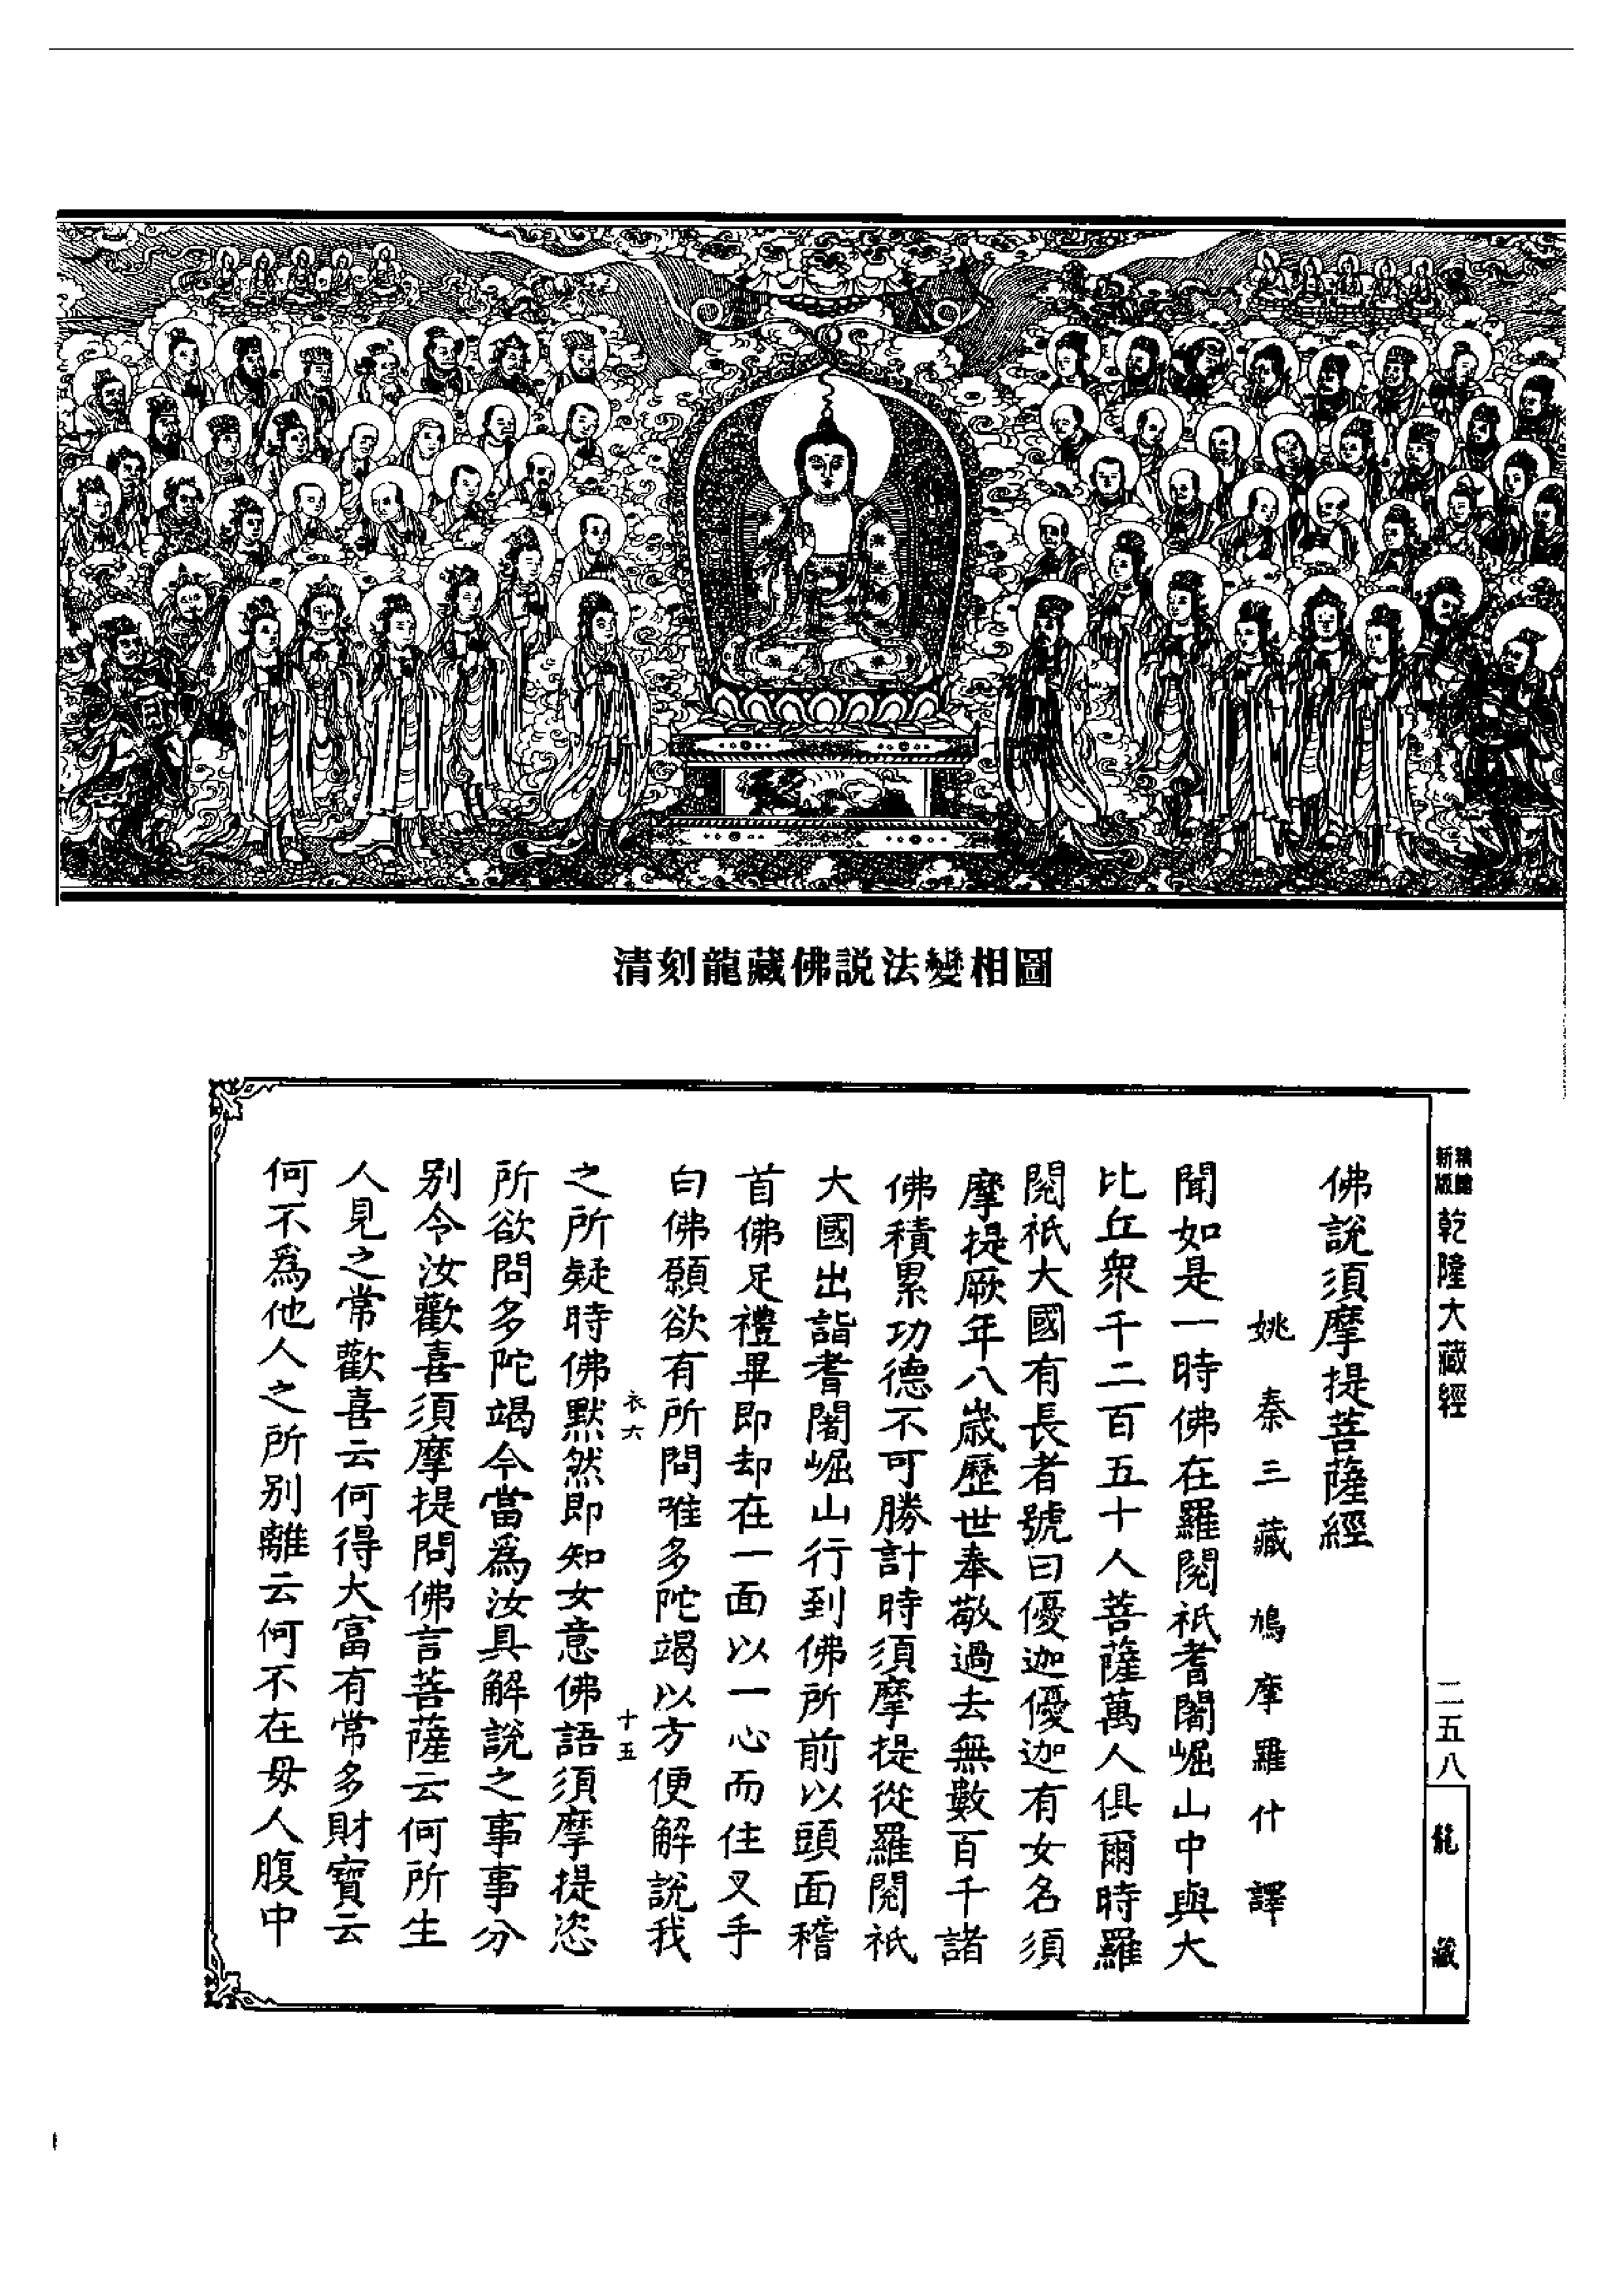 清刻龍藏佛説法變相圖
新版
乾隆大藏經
二五八
龍藏
佛說須摩提菩薩經
姚秦三藏鳩摩羅什譯
聞如是一時佛在羅閱祇耆闍崛山中與大
比丘衆千二百五十人菩薩萬人俱爾時羅
閱祇大國有長者號曰優迦優迦有女名須
摩提厥年八歲歷世奉敬過去無數百千諸
佛積累功德不可勝計時須摩提從羅閱祇
大國出詣耆闍崛山行到佛所前以頭面稽
首佛足禮畢即却在一面以一心而住叉手
白佛願欲有所問唯多陀竭以方便解說我
衣六 十五
之所疑時佛默然即知女意佛語須摩提恣
所欲問多陀竭今當爲汝具解說之事事分
别令汝歡喜須摩提問佛言菩薩云何所生
人見之常歡喜云何得大富有常多財寶云
何不爲他人之所别離云何不在毋人腹中